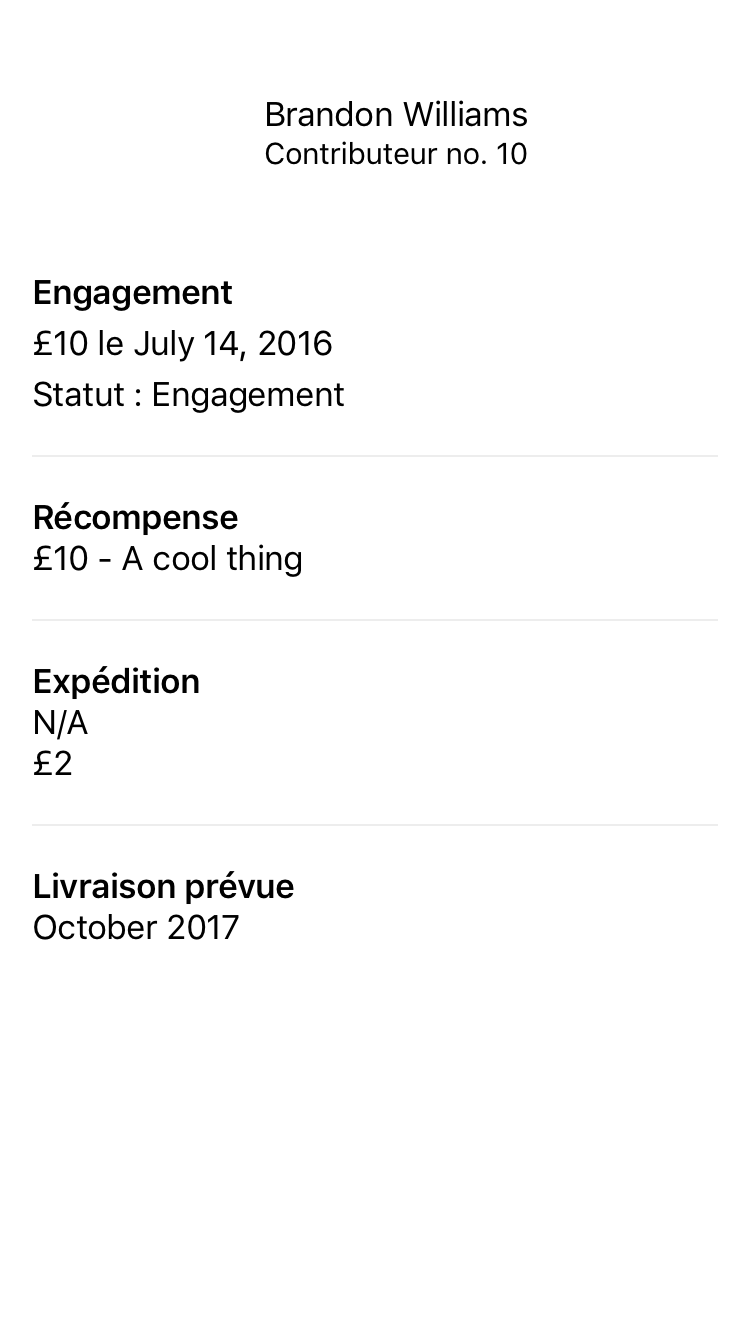 Brandon Williams
Contributeur no. 10
Engagement
£10 le July 14, 2016
Statut : Engagement
Récompense
£10 - A cool thing
Expédition
N/A
£2
Livraison prévue
October 2017